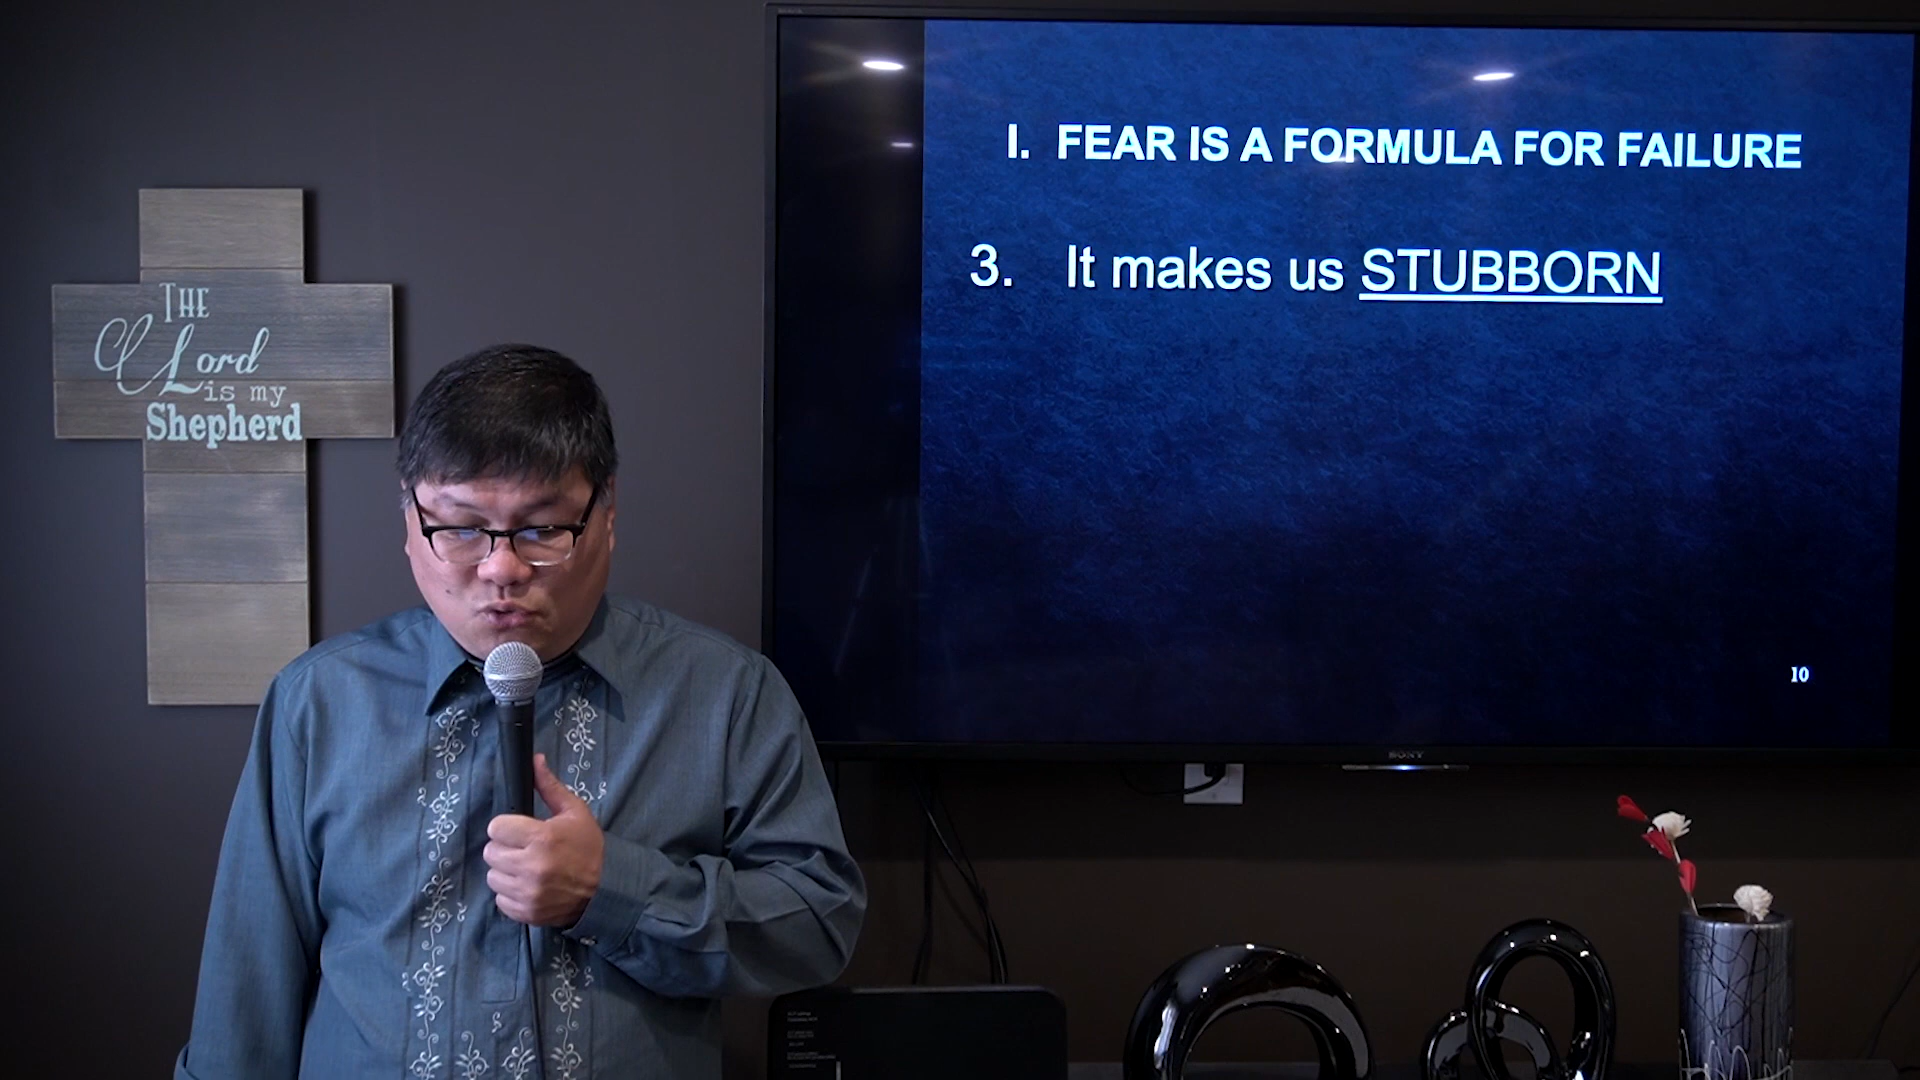 THE
Lord
is my
Shepherd
I. FEAR IS A FORMULA FOR FAILURE
3. It makes us STUBBORN
10
SONY